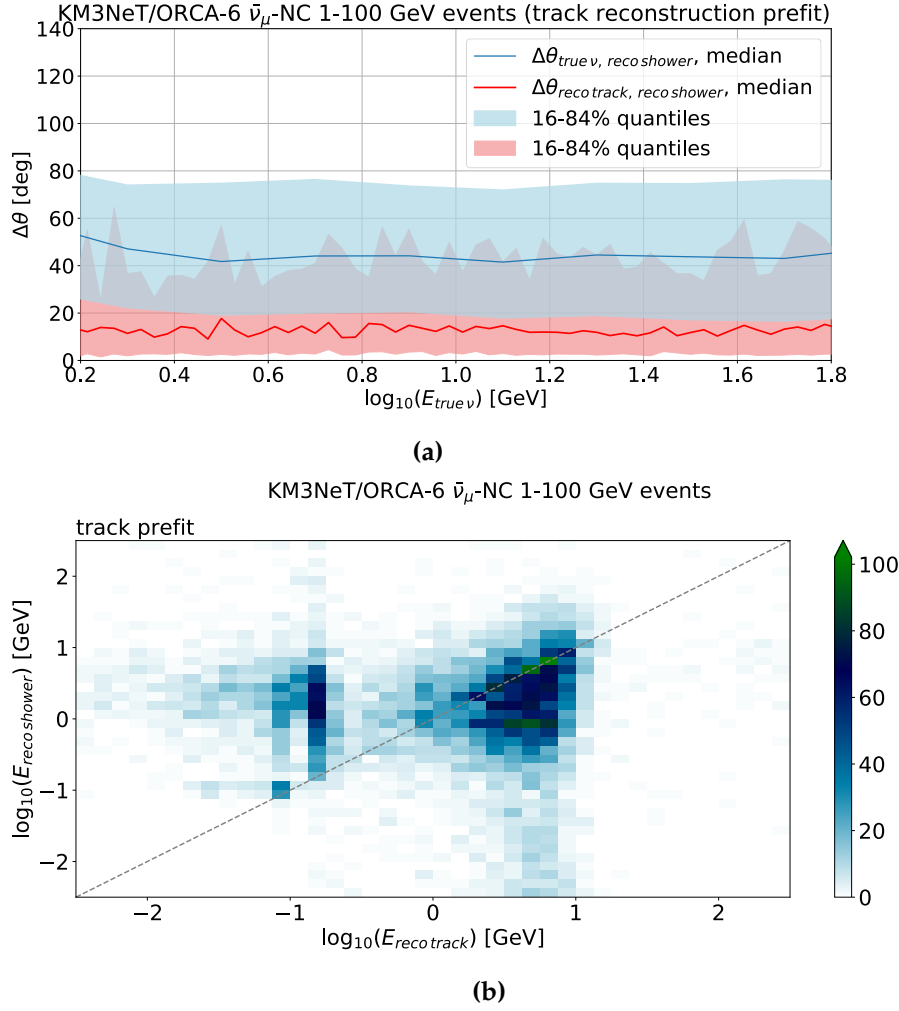 KM3NeT/ORCA-6 ν̄μ-NC 1-100 GeV events (track reconstruction prefit)
Δθtrue ν, reco shower, median
Δθreco track, reco shower, median
16-84% quantiles
16-84% quantiles
Δθ [deg]
140
120
100
80
60
40
20
0
0.2 0.4 0.6 0.8 1.0 1.2 1.4 1.6 1.8
log10(Etrue ν) [GeV]
(a)
KM3NeT/ORCA-6 ν̄μ-NC 1-100 GeV events
track prefit
log10(Ereco shower) [GeV]
2
1
0
−1
−2
−2 −1 0 1 2
log10(Ereco track) [GeV]
100
80
60
40
20
0
(b)